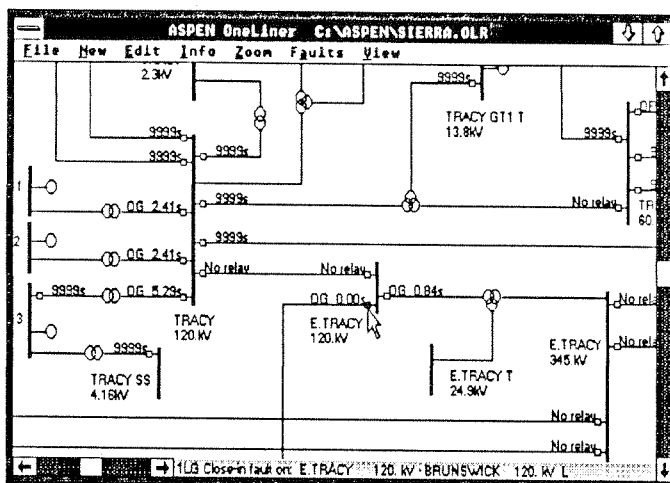 ASPEN OneLiner C:\ASPEN\SIERRA.OLR
File New Edit Info Zoom Faults View
2.3kV
TRACY GT1 T
13.8kV
9999s
9999s
9999s
9999s
9999s
1
OG 2.41s
9999s
No relay
TR
60
2
OG 2.41s
9999s
No relay
No relay
9999s
OG 5.29s
OG 0.00s
OG 0.84s
No rela
3
TRACY
120.kV
E.TRACY
120.kV
E.TRACY
345.kV
No rela
9999s
TRACY SS
4.16kV
E.TRACY T
24.9kV
No relay
No relay
1LG Close-in fault on: E.TRACY 120. kV - BRUNSWICK 120. kV L